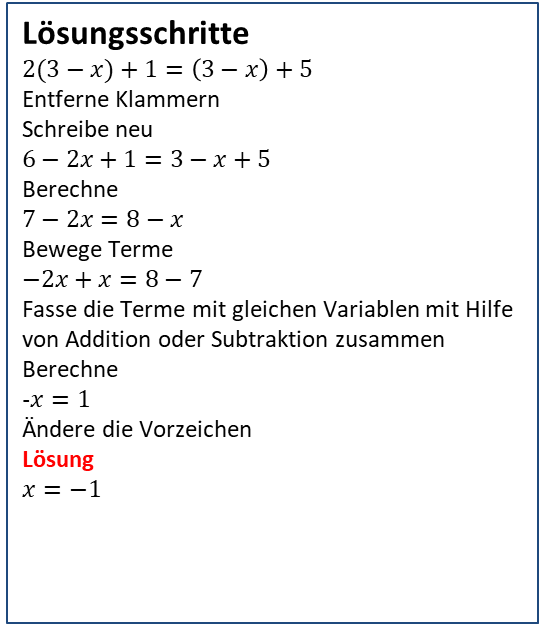 Lösungsschritte
2(3 − x) + 1 = (3 − x) + 5
Entferne Klammern
Schreibe neu
6 − 2x + 1 = 3 − x + 5
Berechne
7 − 2x = 8 − x
Bewege Terme
−2x + x = 8 − 7
Fasse die Terme mit gleichen Variablen mit Hilfe
von Addition oder Subtraktion zusammen
Berechne
-x = 1
Ändere die Vorzeichen
Lösung
x = −1